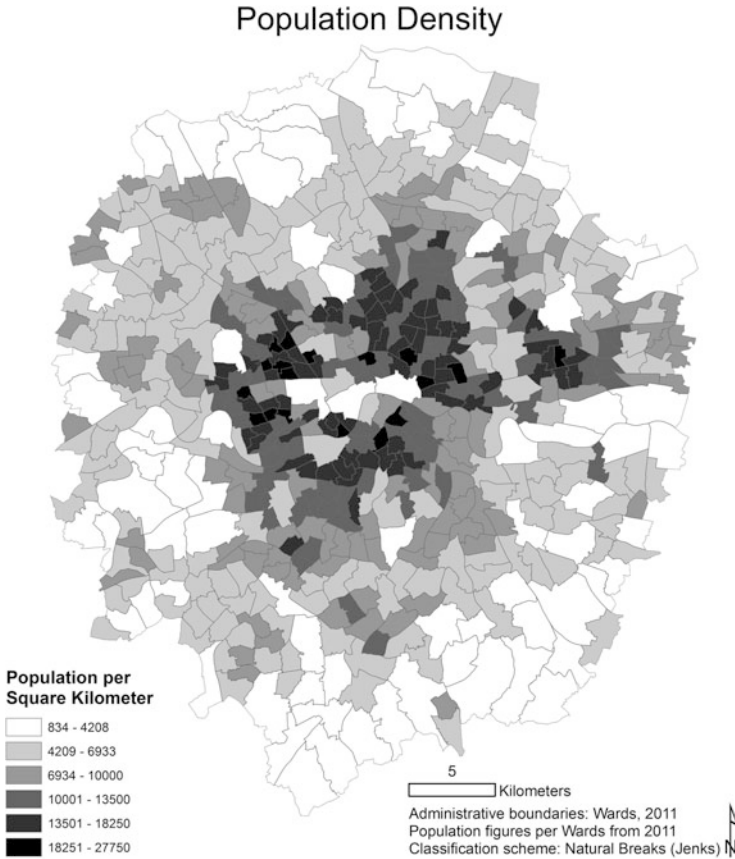 Population Density
Population per
Square Kilometer
834 - 4208
4209 - 6933
6934 - 10000
10001 - 13500
13501 - 18250
18251 - 27750
5
Kilometers
Administrative boundaries: Wards, 2011
Population figures per Wards from 2011
Classification scheme: Natural Breaks (Jenks)
N